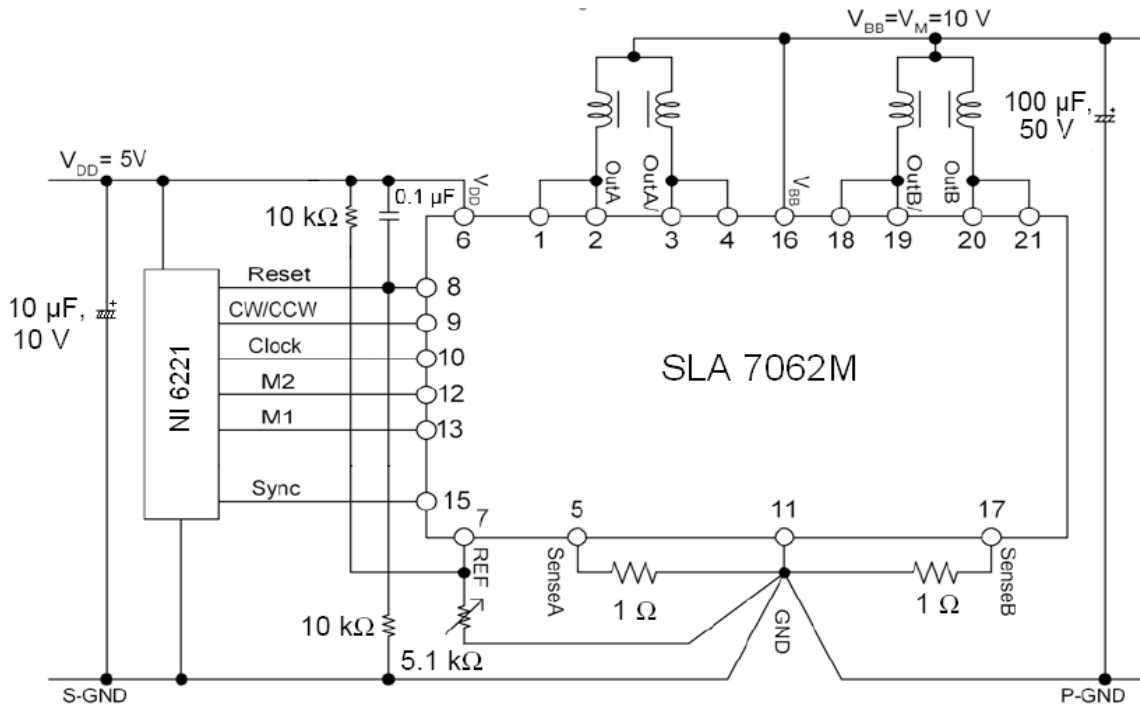 V_BB=V_M=10 V
100 µF,
50 V
V_DD= 5V
10 kΩ
0.1 µF
V_DD
OutA
OutA/
V_BB
OutB/
OutB
6
1
2
3
4
16
18
19
20
21
10 µF,
10 V
NI 6221
Reset
8
CW/CCW
9
Clock
10
M2
12
M1
13
Sync
15
SLA 7062M
7
5
11
17
REF
SenseA
1 Ω
GND
1 Ω
SenseB
10 kΩ
5.1 kΩ
S-GND
P-GND